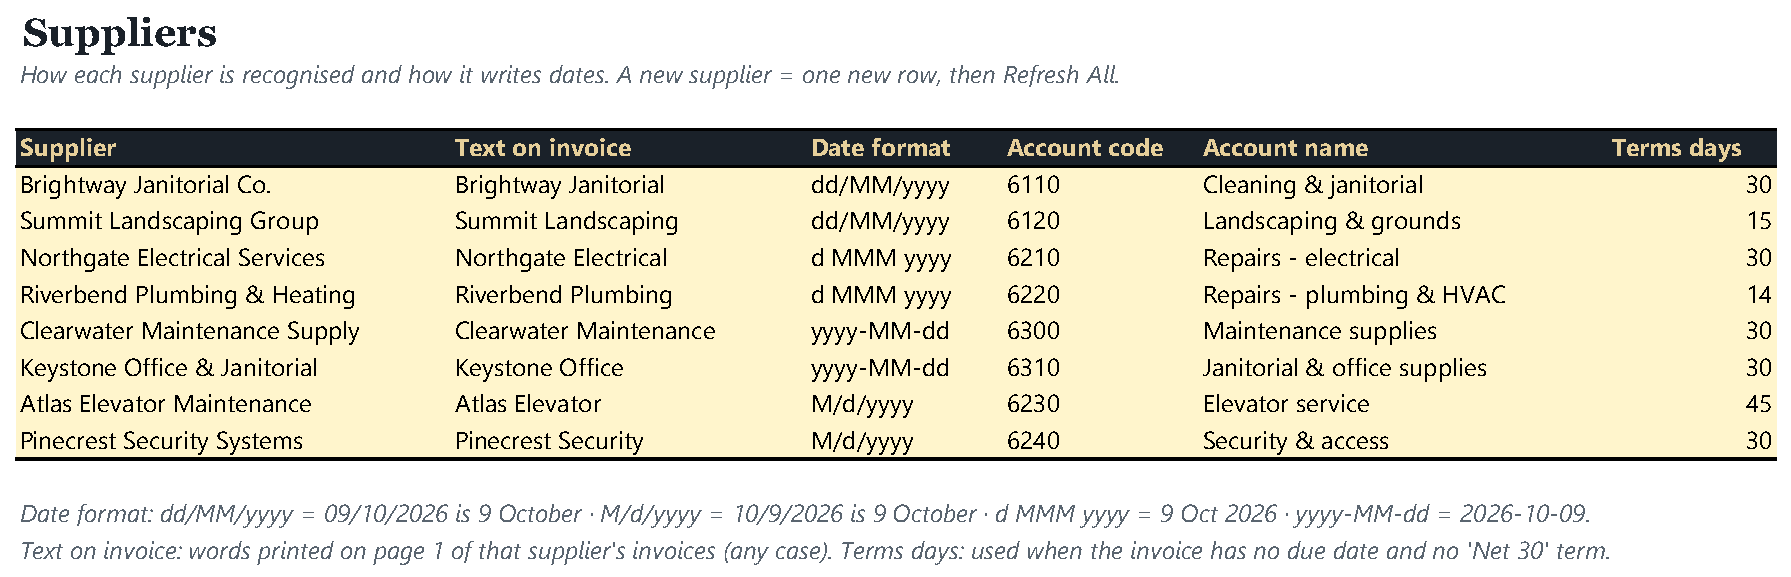 Suppliers
How each supplier is recognised and how it writes dates. A new supplier = one new row, then Refresh All.
Supplier Text on invoice Date format Account code Account name Terms days
Brightway Janitorial Co. Brightway Janitorial dd/MM/yyyy 6110 Cleaning & janitorial 30
Summit Landscaping Group Summit Landscaping dd/MM/yyyy 6120 Landscaping & grounds 15
Northgate Electrical Services Northgate Electrical d MMM yyyy 6210 Repairs - electrical 30
Riverbend Plumbing & Heating Riverbend Plumbing d MMM yyyy 6220 Repairs - plumbing & HVAC 14
Clearwater Maintenance Supply Clearwater Maintenance yyyy-MM-dd 6300 Maintenance supplies 30
Keystone Office & Janitorial Keystone Office yyyy-MM-dd 6310 Janitorial & office supplies 30
Atlas Elevator Maintenance Atlas Elevator M/d/yyyy 6230 Elevator service 45
Pinecrest Security Systems Pinecrest Security M/d/yyyy 6240 Security & access 30
Date format: dd/MM/yyyy = 09/10/2026 is 9 October · M/d/yyyy = 10/9/2026 is 9 October · d MMM yyyy = 9 Oct 2026 · yyyy-MM-dd = 2026-10-09.
Text on invoice: words printed on page 1 of that supplier's invoices (any case). Terms days: used when the invoice has no due date and no 'Net 30' term.